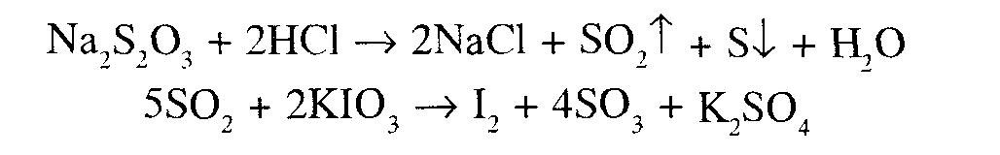 Na₂S₂O₃ + 2HCl → 2NaCl + SO₂↑ + S↓ + H₂O
5SO₂ + 2KIO₃ → I₂ + 4SO₃ + K₂SO₄